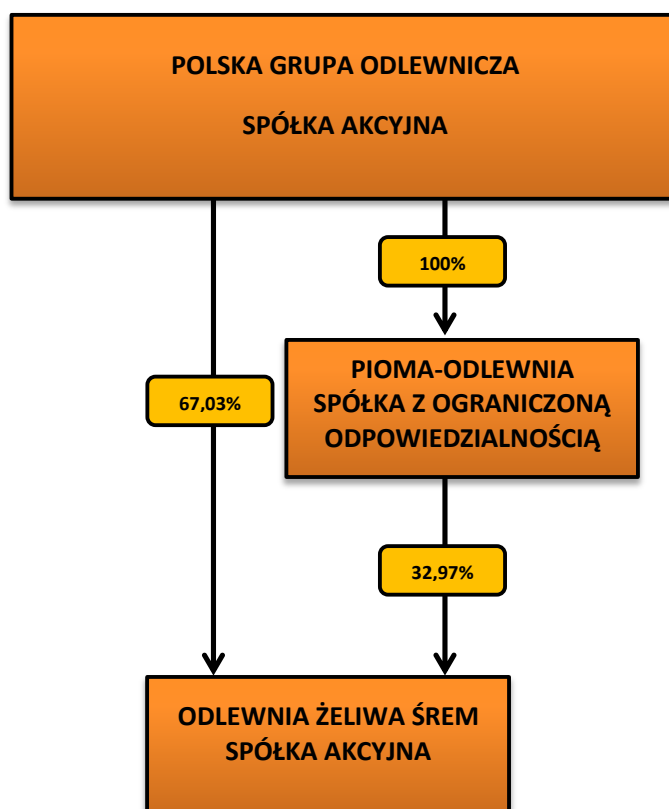 POLSKA GRUPA ODLEWNICZA
SPÓŁKA AKCYJNA
100%
PIOMA-ODLEWNIA
SPÓŁKA Z OGRANICZONĄ
ODPOWIEDZIALNOŚCIĄ
67,03%
32,97%
ODLEWNIA ŻELIWA ŚREM
SPÓŁKA AKCYJNA